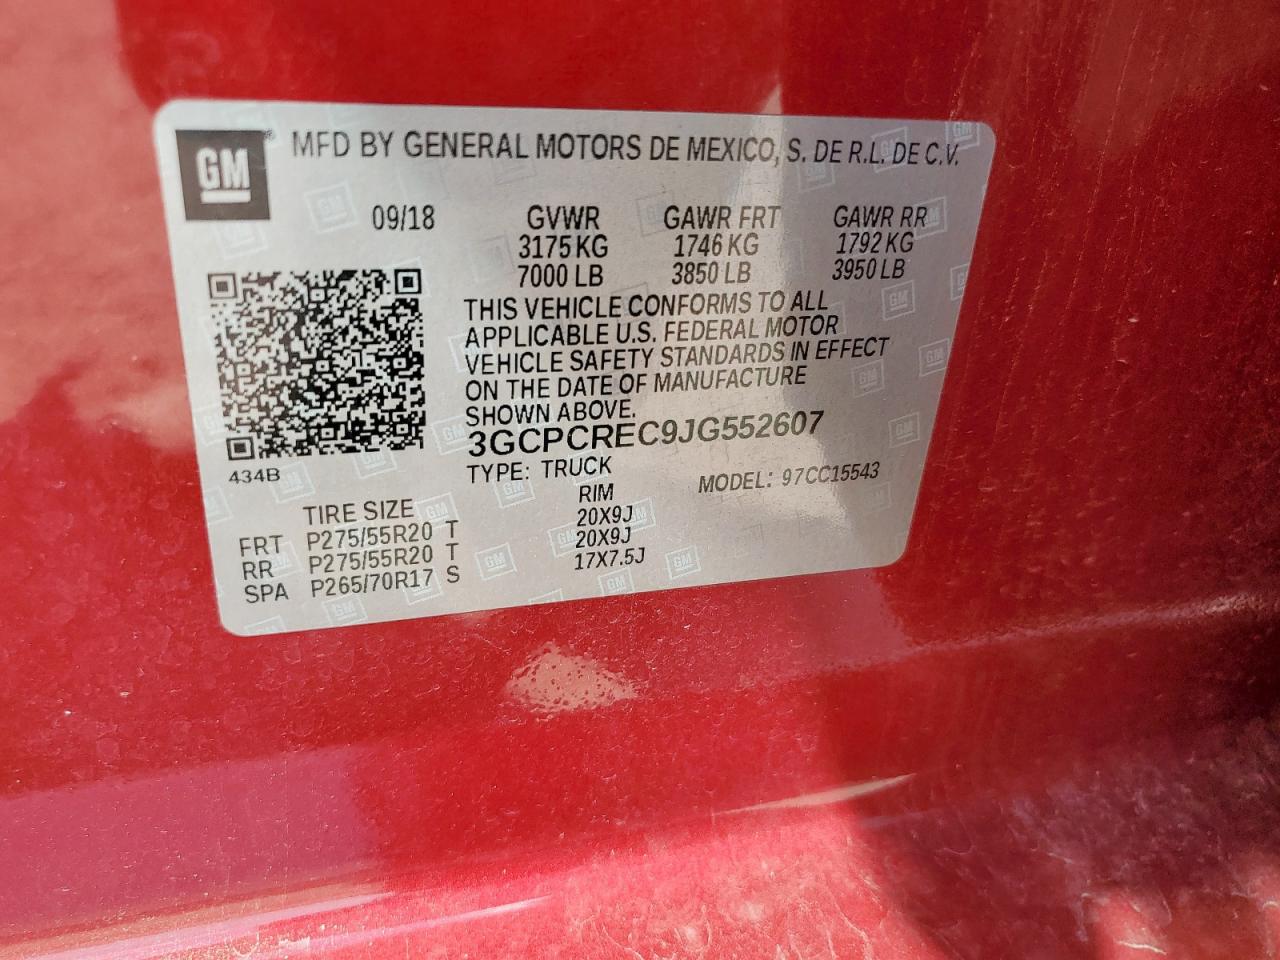 GM® MFD BY GENERAL MOTORS DE MEXICO, S. DE R.L. DE C.V.
09/18 GVWR GAWR FRT GAWR RR
3175 KG 1746 KG 1792 KG
7000 LB 3850 LB 3950 LB
THIS VEHICLE CONFORMS TO ALL
APPLICABLE U.S. FEDERAL MOTOR
VEHICLE SAFETY STANDARDS IN EFFECT
ON THE DATE OF MANUFACTURE
SHOWN ABOVE.
3GCPCREC9JG552607
434B TYPE: TRUCK MODEL: 97CC15543
TIRE SIZE RIM
FRT P275/55R20 T 20X9J
RR P275/55R20 T 20X9J
SPA P265/70R17 S 17X7.5J